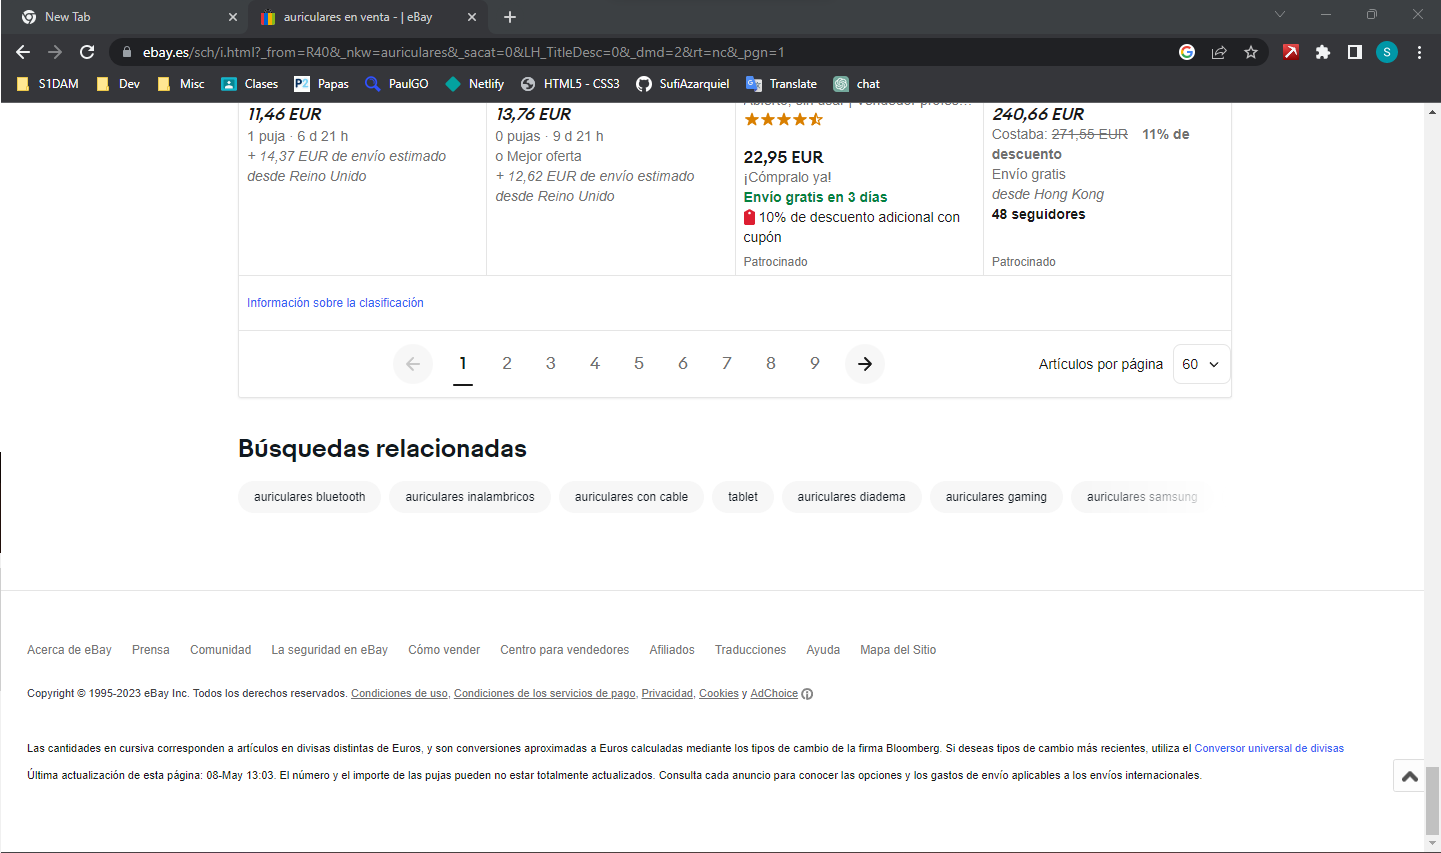 New Tab
auriculares en venta - | eBay
ebay.es/sch/i.html?_from=R40&_nkw=auriculares&_sacat=0&LH_TitleDesc=0&_dmd=2&rt=nc&_pgn=1
S
S1DAM Dev Misc Clases Papas PaulGO Netlify HTML5 - CSS3 SufiAzarquiel Translate chat
11,46 EUR
1 puja · 6 d 21 h
+ 14,37 EUR de envío estimado
desde Reino Unido
13,76 EUR
0 pujas · 9 d 21 h
o Mejor oferta
+ 12,62 EUR de envío estimado
desde Reino Unido
22,95 EUR
¡Cómpralo ya!
Envío gratis en 3 días
10% de descuento adicional con
cupón
Patrocinado
240,66 EUR
Costaba: 271,55 EUR 11% de
descuento
Envío gratis
desde Hong Kong
48 seguidores
Patrocinado
Información sobre la clasificación
1 2 3 4 5 6 7 8 9
Artículos por página 60
Búsquedas relacionadas
auriculares bluetooth auriculares inalambricos auriculares con cable tablet auriculares diadema auriculares gaming auriculares samsung
Acerca de eBay Prensa Comunidad La seguridad en eBay Cómo vender Centro para vendedores Afiliados Traducciones Ayuda Mapa del Sitio
Copyright © 1995-2023 eBay Inc. Todos los derechos reservados. Condiciones de uso, Condiciones de los servicios de pago, Privacidad, Cookies y AdChoice
Las cantidades en cursiva corresponden a artículos en divisas distintas de Euros, y son conversiones aproximadas a Euros calculadas mediante los tipos de cambio de la firma Bloomberg. Si deseas tipos de cambio más recientes, utiliza el Conversor universal de divisas
Última actualización de esta página: 08-May 13:03. El número y el importe de las pujas pueden no estar totalmente actualizados. Consulta cada anuncio para conocer las opciones y los gastos de envío aplicables a los envíos internacionales.